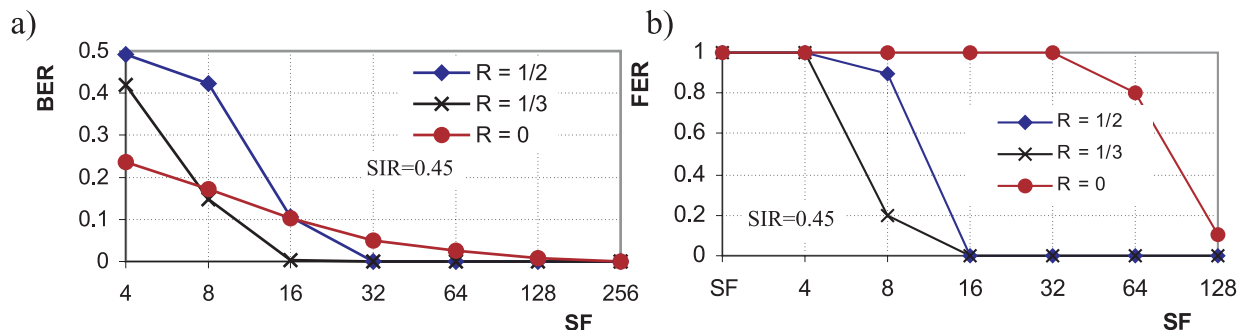 a)
BER
0.5
0.4
0.3
0.2
0.1
0
4 8 16 32 64 128 256
SF
R = 1/2
R = 1/3
R = 0
SIR=0.45
b)
FER
1
0.8
0.6
0.4
0.2
0
SF 4 8 16 32 64 128
SF
R = 1/2
R = 1/3
R = 0
SIR=0.45